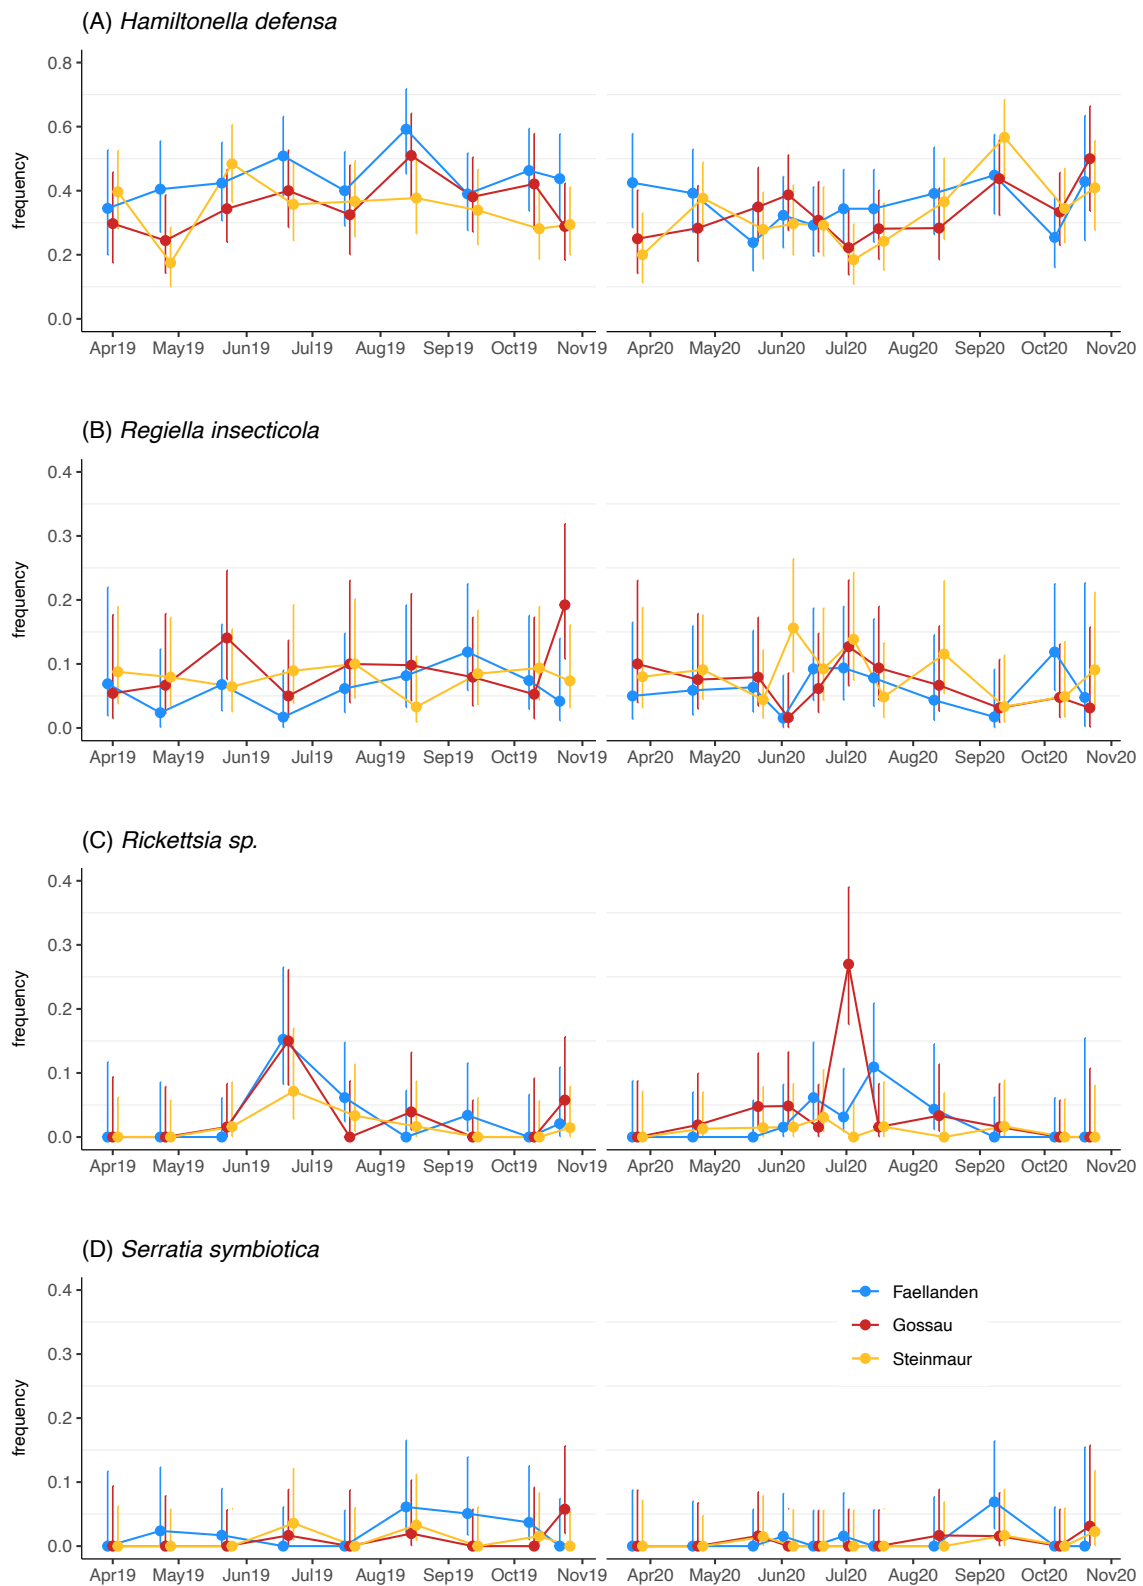 (A) Hamiltonella defensa
frequency
0.8
0.6
0.4
0.2
0.0
Apr19 May19 Jun19 Jul19 Aug19 Sep19 Oct19 Nov19 Apr20 May20 Jun20 Jul20 Aug20 Sep20 Oct20 Nov20
(B) Regiella insecticola
frequency
0.4
0.3
0.2
0.1
0.0
Apr19 May19 Jun19 Jul19 Aug19 Sep19 Oct19 Nov19 Apr20 May20 Jun20 Jul20 Aug20 Sep20 Oct20 Nov20
(C) Rickettsia sp.
frequency
0.4
0.3
0.2
0.1
0.0
Apr19 May19 Jun19 Jul19 Aug19 Sep19 Oct19 Nov19 Apr20 May20 Jun20 Jul20 Aug20 Sep20 Oct20 Nov20
(D) Serratia symbiotica
frequency
0.4
0.3
0.2
0.1
0.0
Faellanden
Gossau
Steinmaur
Apr19 May19 Jun19 Jul19 Aug19 Sep19 Oct19 Nov19 Apr20 May20 Jun20 Jul20 Aug20 Sep20 Oct20 Nov20